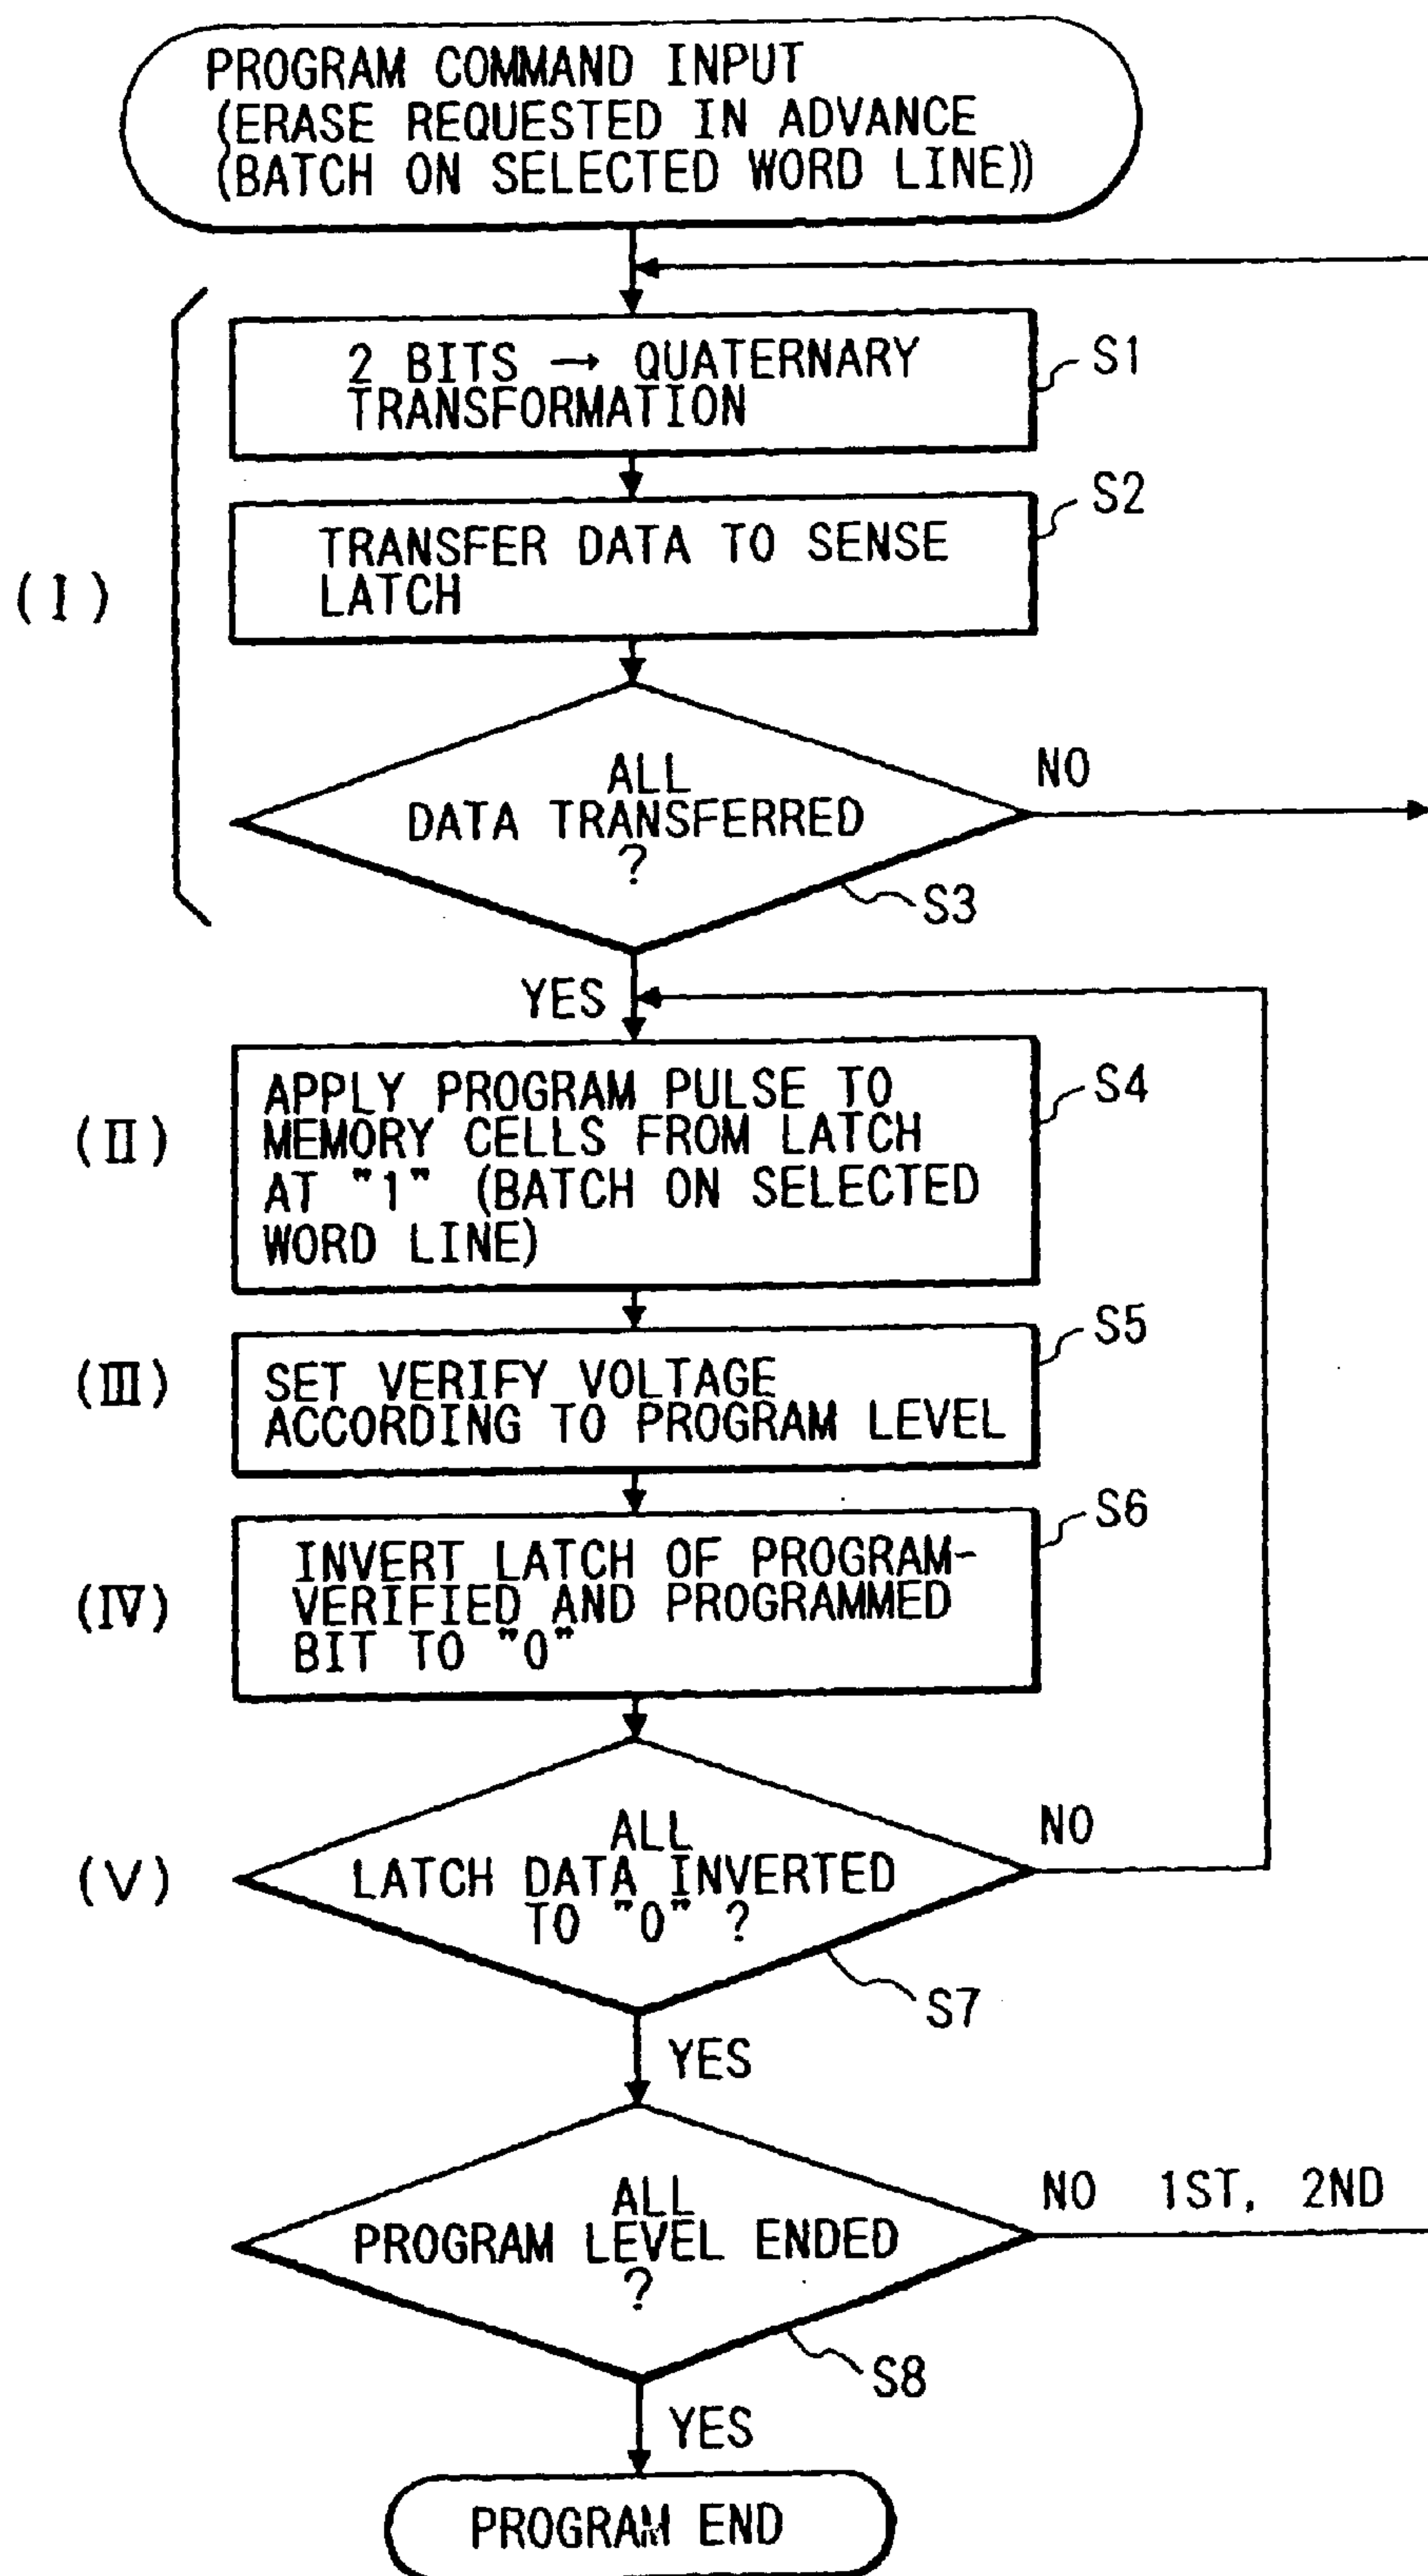 PROGRAM COMMAND INPUT
(ERASE REQUESTED IN ADVANCE
(BATCH ON SELECTED WORD LINE))
2 BITS → QUATERNARY
TRANSFORMATION
S1
TRANSFER DATA TO SENSE
LATCH
S2
(I)
ALL
DATA TRANSFERRED
?
NO
S3
YES
(II)
APPLY PROGRAM PULSE TO
MEMORY CELLS FROM LATCH
AT "1" (BATCH ON SELECTED
WORD LINE)
S4
(III)
SET VERIFY VOLTAGE
ACCORDING TO PROGRAM LEVEL
S5
(IV)
INVERT LATCH OF PROGRAM-
VERIFIED AND PROGRAMMED
BIT TO "0"
S6
(V)
ALL
LATCH DATA INVERTED
TO "0" ?
NO
S7
YES
ALL
PROGRAM LEVEL ENDED
?
NO 1ST, 2ND
S8
YES
PROGRAM END